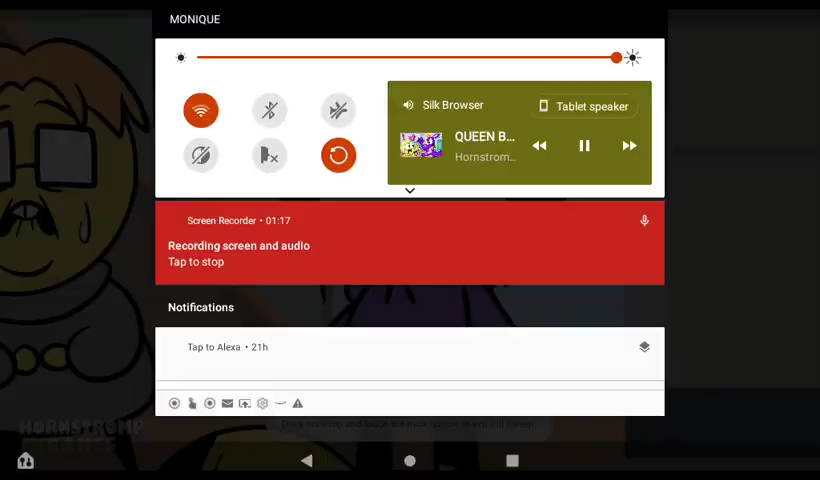 MONIQUE
Silk Browser
Tablet speaker
QUEEN B...
Hornstrom...
Screen Recorder • 01:17
Recording screen and audio
Tap to stop
Notifications
Tap to Alexa • 21h
HORNSTROMP
GAMES